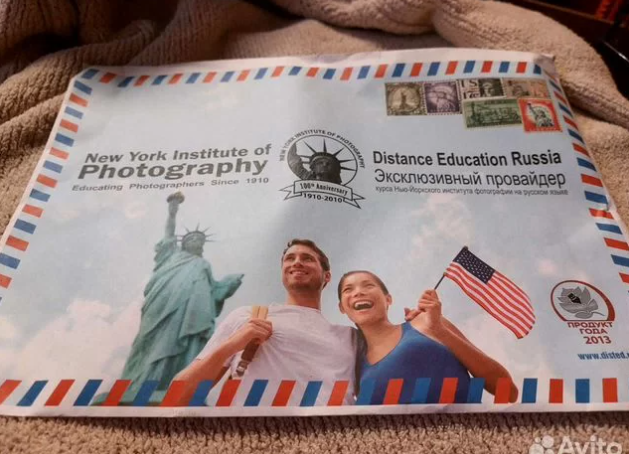 New York Institute of
Photography
Educating Photographers Since 1910
NEW YORK INSTITUTE OF PHOTOGRAPHY
100th Anniversary
1910-2010
Distance Education Russia
Эксклюзивный провайдер
курса Нью-Йоркского института фотографии на русском языке
ПРОДУКТ
ГОДА
2013
www.disted.
Avito